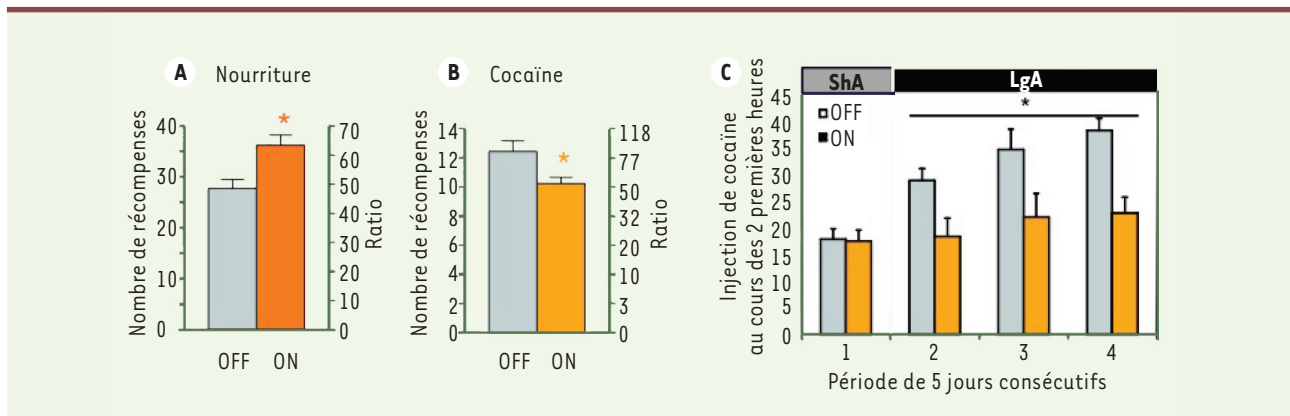 A Nourriture
Nombre de récompenses
40
30
20
10
0
*
70
60
50
40
30
20
10
0
Ratio
OFF ON
B Cocaïne
Nombre de récompenses
14
12
10
8
6
4
2
0
*
118
77
50
32
20
10
3
0
Ratio
OFF ON
C
ShA LgA
Injection de cocaïne
au cours des 2 premières heures
45
40
35
30
25
20
15
10
5
0
OFF
ON
*
1 2 3 4
Période de 5 jours consécutifs